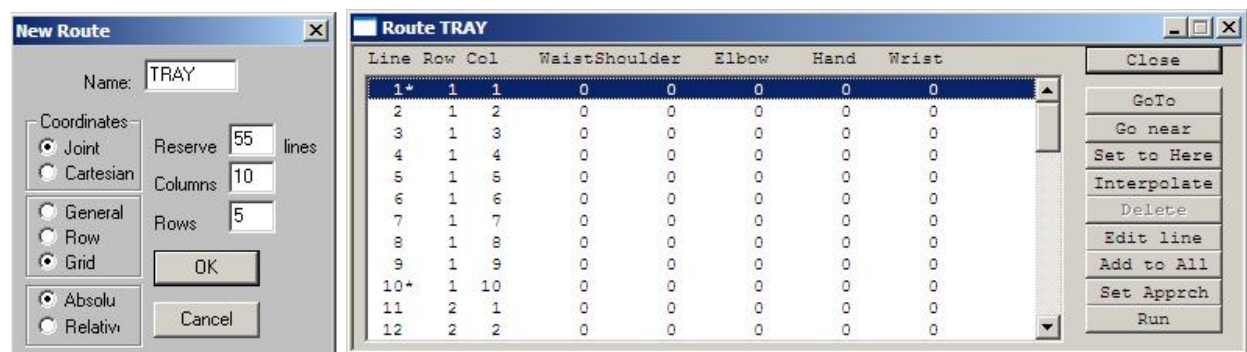 New Route
Name: TRAY
Coordinates
Joint
Cartesian
Reserve 55 lines
Columns 10
General
Row
Grid
Rows 5
OK
Absolu
Relativ
Cancel
Route TRAY
Line Row Col WaistShoulder Elbow Hand Wrist
1* 1 1 0 0 0 0 0
2 1 2 0 0 0 0 0
3 1 3 0 0 0 0 0
4 1 4 0 0 0 0 0
5 1 5 0 0 0 0 0
6 1 6 0 0 0 0 0
7 1 7 0 0 0 0 0
8 1 8 0 0 0 0 0
9 1 9 0 0 0 0 0
10* 1 10 0 0 0 0 0
11 2 1 0 0 0 0 0
12 2 2 0 0 0 0 0
Close
GoTo
Go near
Set to Here
Interpolate
Delete
Edit line
Add to All
Set Apprch
Run